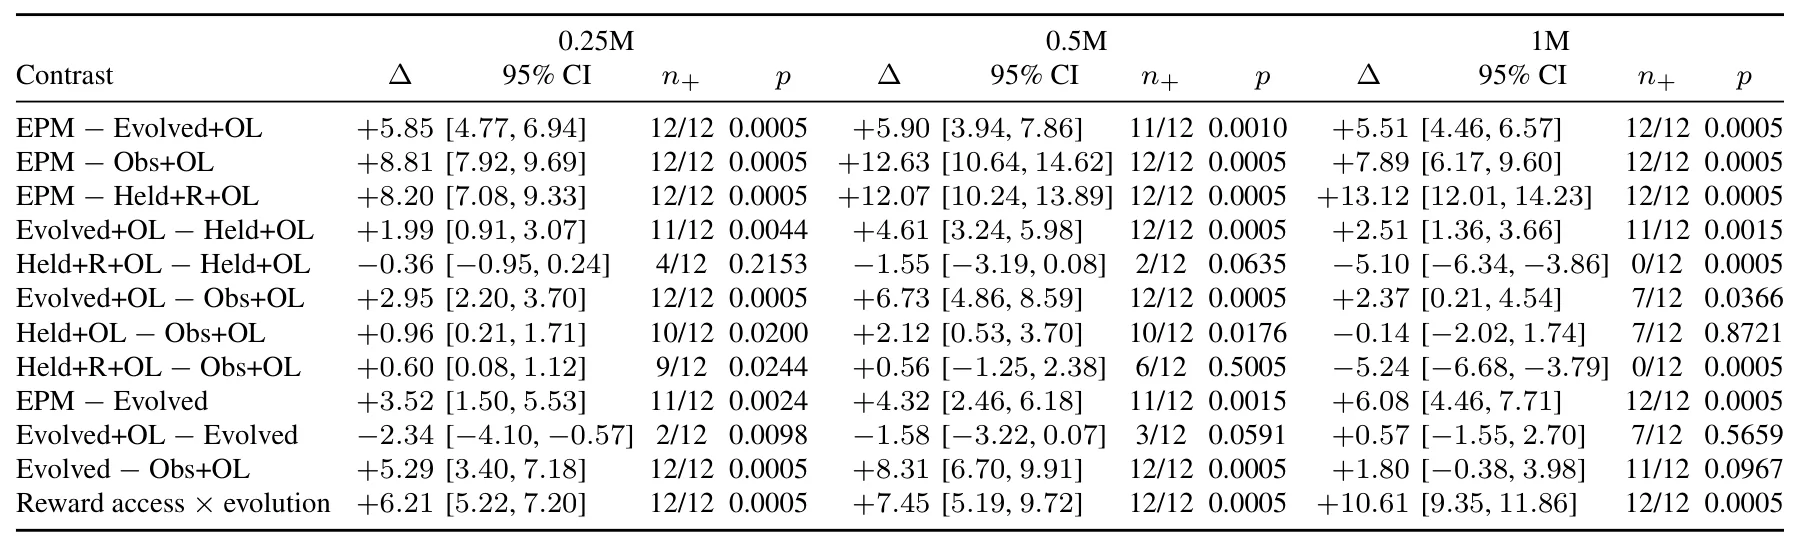 0.25M 0.5M 1M
Contrast Δ 95% CI n+ p Δ 95% CI n+ p Δ 95% CI n+ p
EPM − Evolved+OL +5.85 [4.77, 6.94] 12/12 0.0005 +5.90 [3.94, 7.86] 11/12 0.0010 +5.51 [4.46, 6.57] 12/12 0.0005
EPM − Obs+OL +8.81 [7.92, 9.69] 12/12 0.0005 +12.63 [10.64, 14.62] 12/12 0.0005 +7.89 [6.17, 9.60] 12/12 0.0005
EPM − Held+R+OL +8.20 [7.08, 9.33] 12/12 0.0005 +12.07 [10.24, 13.89] 12/12 0.0005 +13.12 [12.01, 14.23] 12/12 0.0005
Evolved+OL − Held+OL +1.99 [0.91, 3.07] 11/12 0.0044 +4.61 [3.24, 5.98] 12/12 0.0005 +2.51 [1.36, 3.66] 11/12 0.0015
Held+R+OL − Held+OL −0.36 [−0.95, 0.24] 4/12 0.2153 −1.55 [−3.19, 0.08] 2/12 0.0635 −5.10 [−6.34, −3.86] 0/12 0.0005
Evolved+OL − Obs+OL +2.95 [2.20, 3.70] 12/12 0.0005 +6.73 [4.86, 8.59] 12/12 0.0005 +2.37 [0.21, 4.54] 7/12 0.0366
Held+OL − Obs+OL +0.96 [0.21, 1.71] 10/12 0.0200 +2.12 [0.53, 3.70] 10/12 0.0176 −0.14 [−2.02, 1.74] 7/12 0.8721
Held+R+OL − Obs+OL +0.60 [0.08, 1.12] 9/12 0.0244 +0.56 [−1.25, 2.38] 6/12 0.5005 −5.24 [−6.68, −3.79] 0/12 0.0005
EPM − Evolved +3.52 [1.50, 5.53] 11/12 0.0024 +4.32 [2.46, 6.18] 11/12 0.0015 +6.08 [4.46, 7.71] 12/12 0.0005
Evolved+OL − Evolved −2.34 [−4.10, −0.57] 2/12 0.0098 −1.58 [−3.22, 0.07] 3/12 0.0591 +0.57 [−1.55, 2.70] 7/12 0.5659
Evolved − Obs+OL +5.29 [3.40, 7.18] 12/12 0.0005 +8.31 [6.70, 9.91] 12/12 0.0005 +1.80 [−0.38, 3.98] 11/12 0.0967
Reward access × evolution +6.21 [5.22, 7.20] 12/12 0.0005 +7.45 [5.19, 9.72] 12/12 0.0005 +10.61 [9.35, 11.86] 12/12 0.0005